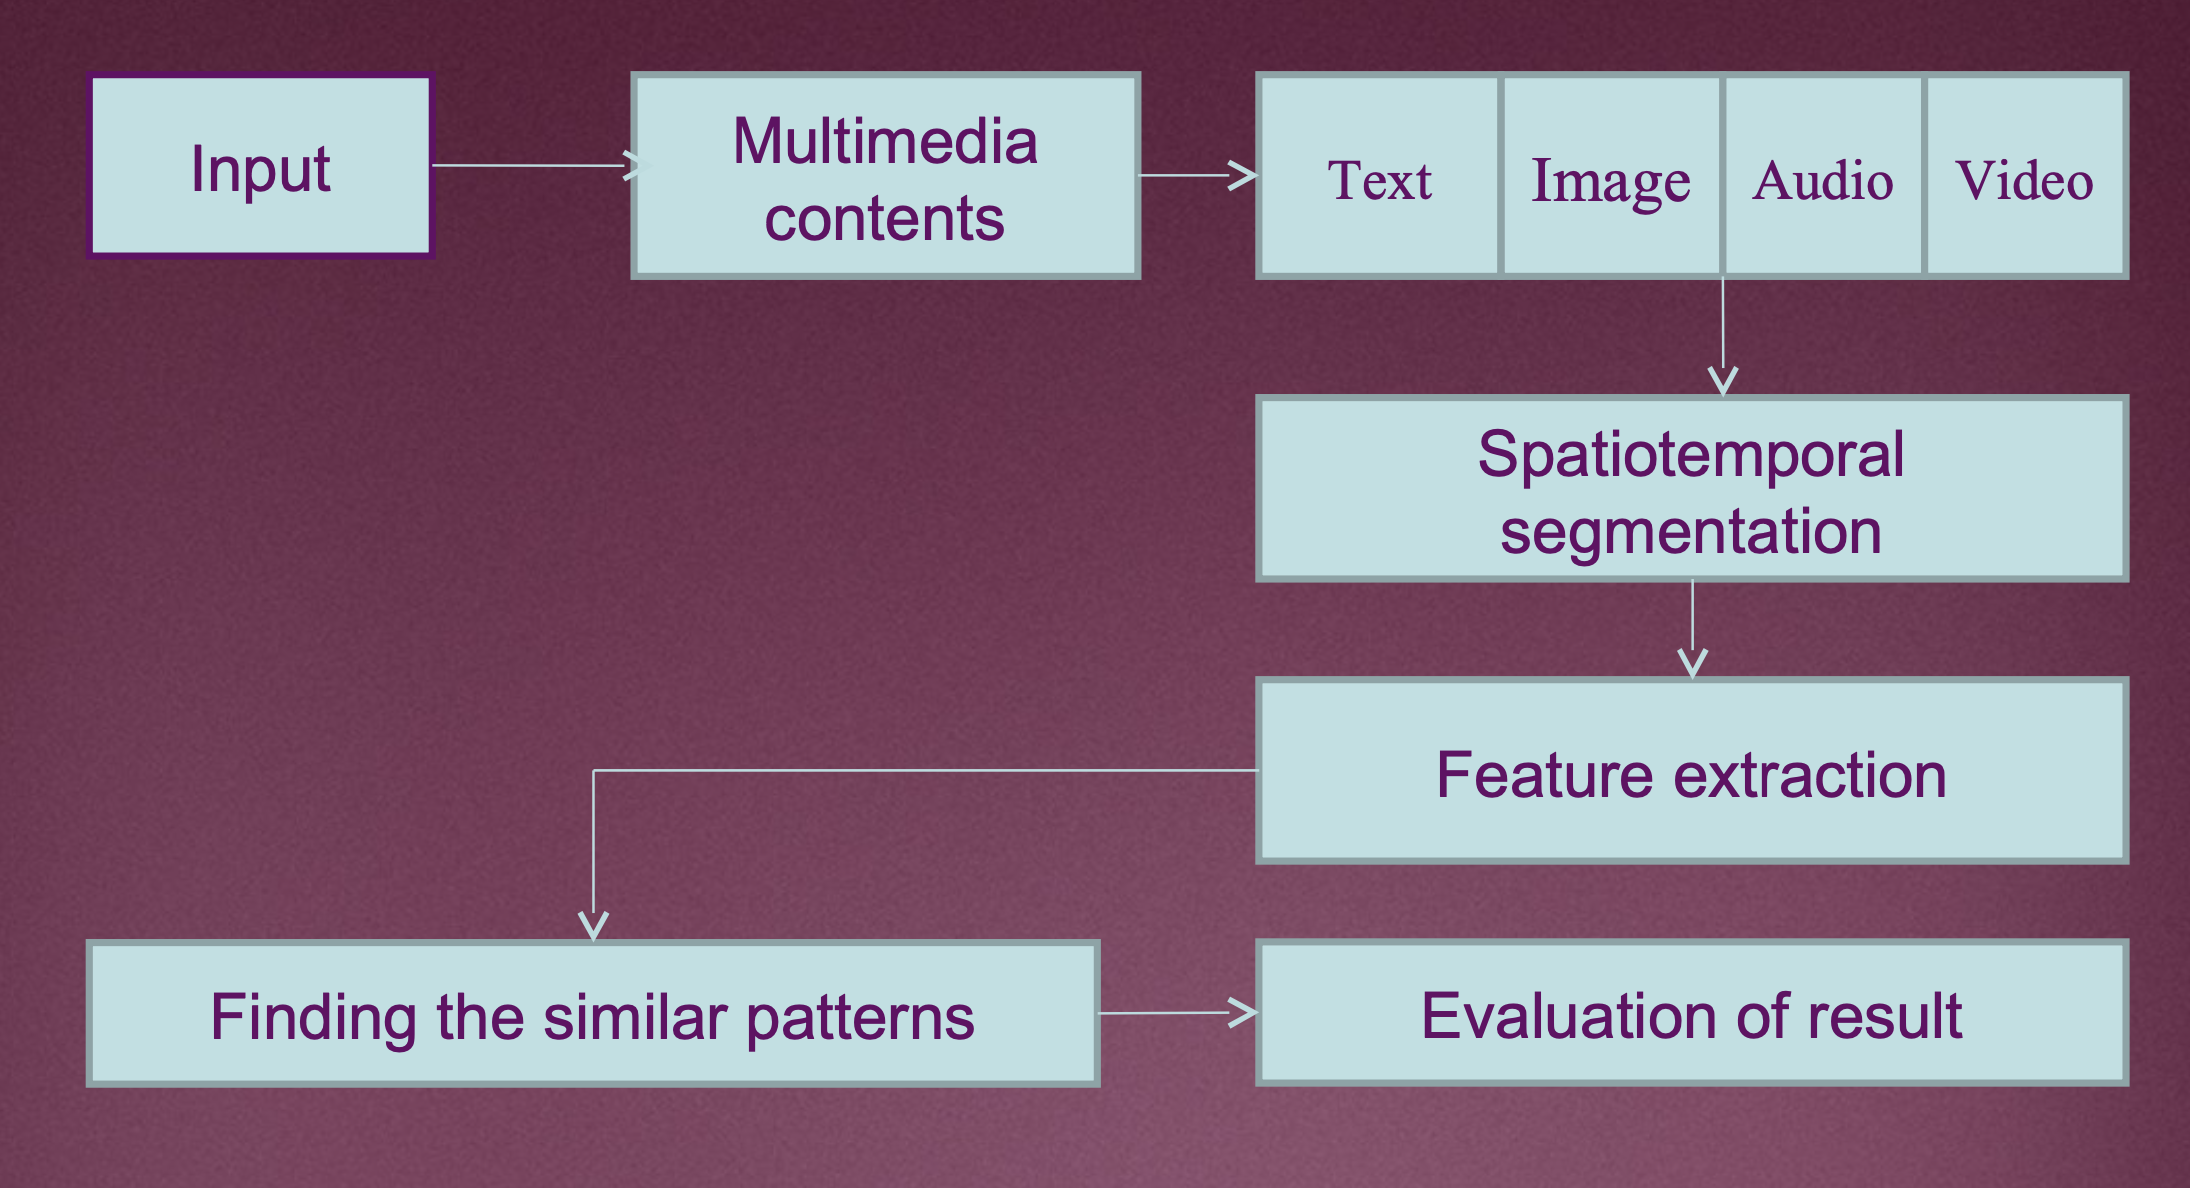 Input
Multimedia
contents
Text
Image
Audio
Video
Spatiotemporal
segmentation
Feature extraction
Finding the similar patterns
Evaluation of result